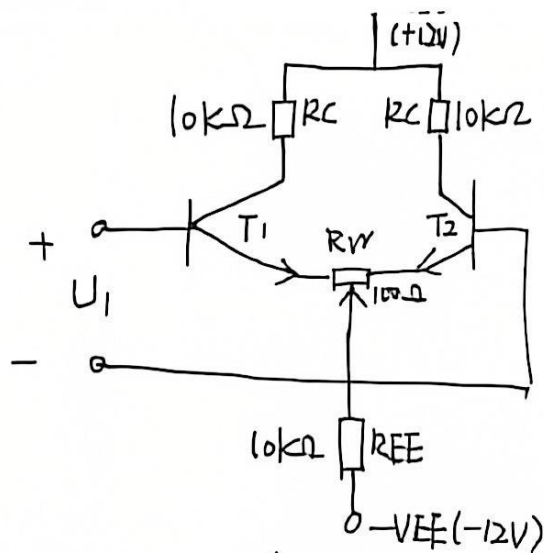 (+12V)
10KΩ RC RC 10KΩ
T1 RW T2
+
100Ω
U1
-
10KΩ REE
-VEE(-12V)